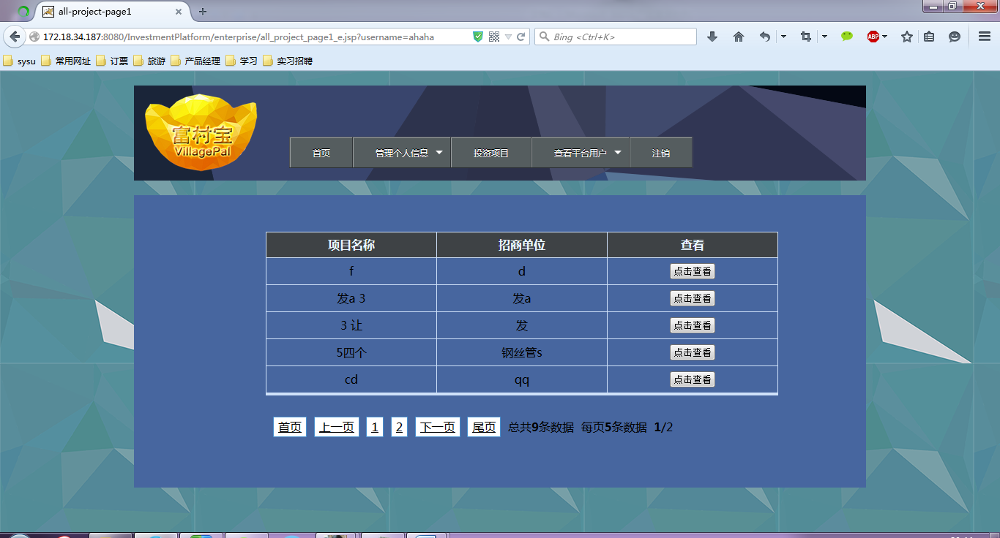 all-project-page1
172.18.34.187:8080/InvestmentPlatform/enterprise/all_project_page1_e.jsp?username=ahaha
Bing <Ctrl+K>
ABP
sysu 常用网址 订票 旅游 产品经理 学习 实习招聘
富村宝
VillagePal
首页 管理个人信息 投资项目 查看平台用户 注销
项目名称 招商单位 查看
f d 点击查看
发a 3 发a 点击查看
3 让 发 点击查看
5四个 钢丝管s 点击查看
cd qq 点击查看
首页 上一页 1 2 下一页 尾页 总共9条数据 每页5条数据 1/2